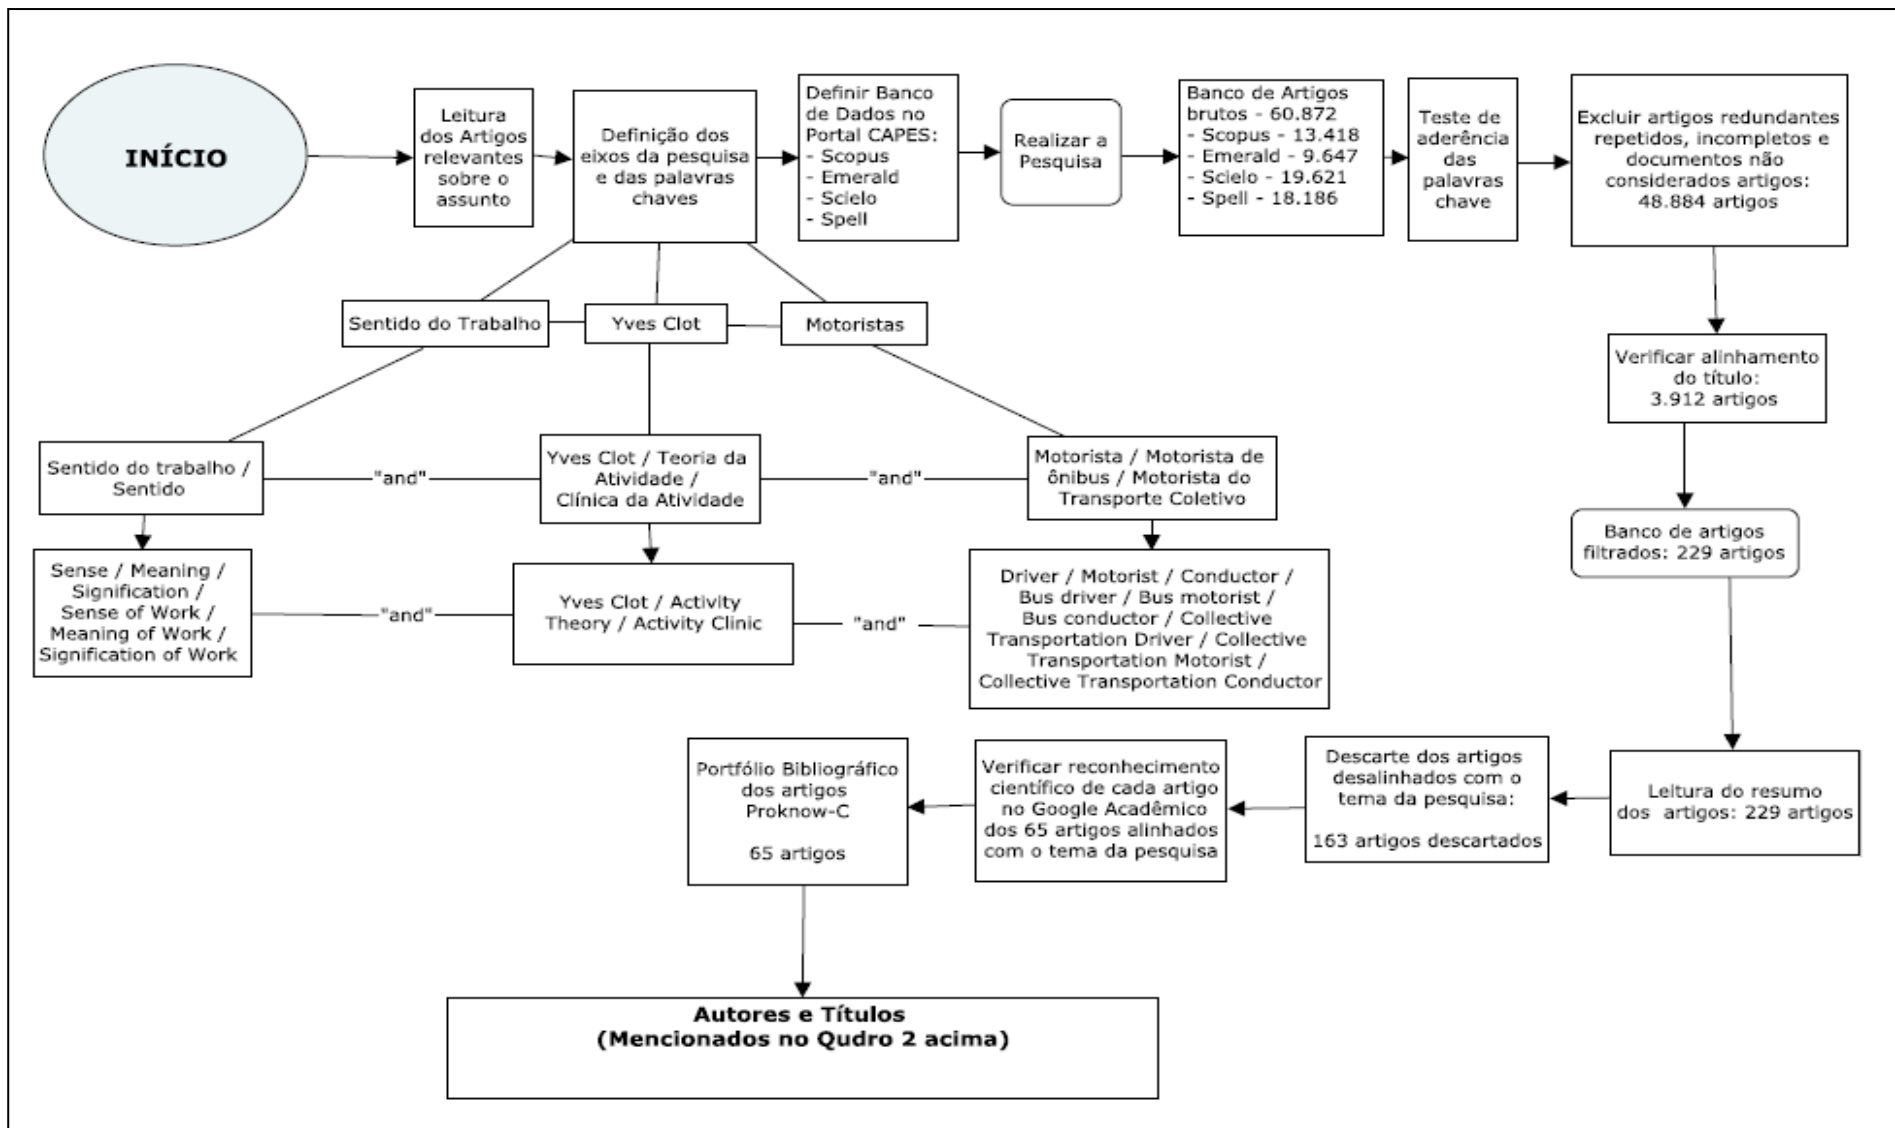 INÍCIO
Leitura
dos Artigos
relevantes
sobre o
assunto
Definição dos
eixos da pesquisa
e das palavras
chaves
Definir Banco
de Dados no
Portal CAPES:
- Scopus
- Emerald
- Scielo
- Spell
Realizar a
Pesquisa
Banco de Artigos
brutos - 60.872
- Scopus - 13.418
- Emerald - 9.647
- Scielo - 19.621
- Spell - 18.186
Teste de
aderência
das
palavras
chave
Excluir artigos redundantes
repetidos, incompletos e
documentos não
considerados artigos:
48.884 artigos
Sentido do Trabalho
Yves Clot
Motoristas
Verificar alinhamento
do título:
3.912 artigos
Sentido do trabalho /
Sentido
"and"
Yves Clot / Teoria da
Atividade /
Clínica da Atividade
"and"
Motorista / Motorista de
ônibus / Motorista do
Transporte Coletivo
Banco de artigos
filtrados: 229 artigos
Sense / Meaning /
Signification /
Sense of Work /
Meaning of Work /
Signification of Work
"and"
Yves Clot / Activity
Theory / Activity Clinic
"and"
Driver / Motorist / Conductor /
Bus driver / Bus motorist /
Bus conductor / Collective
Transportation Driver / Collective
Transportation Motorist /
Collective Transportation Conductor
Leitura do resumo
dos artigos: 229 artigos
Descarte dos artigos
desalinhados com o
tema da pesquisa:
163 artigos descartados
Verificar reconhecimento
científico de cada artigo
no Google Acadêmico
dos 65 artigos alinhados
com o tema da pesquisa
Portfólio Bibliográfico
dos artigos
Proknow-C
65 artigos
Autores e Títulos
(Mencionados no Qudro 2 acima)